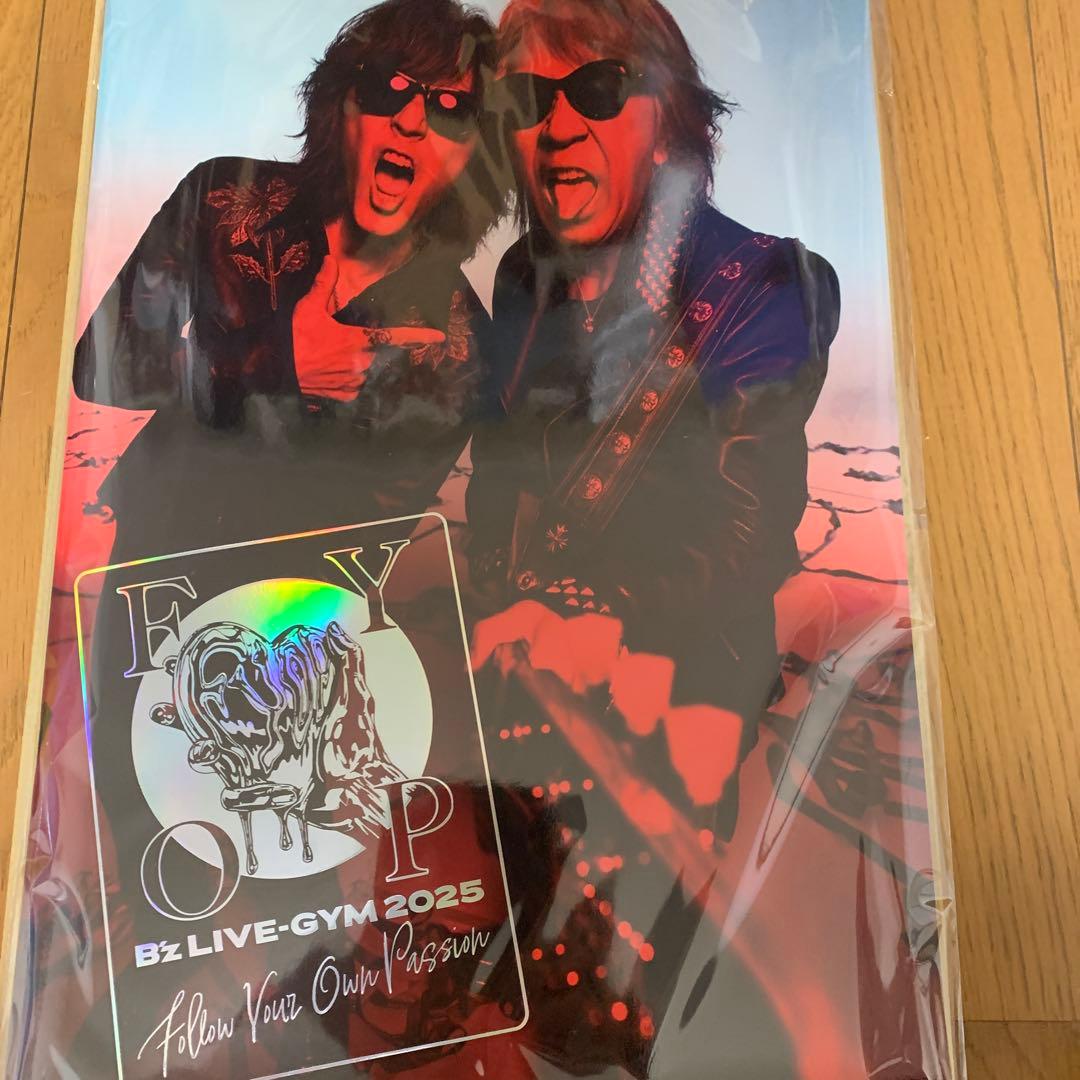 F Y
O P
B'z LIVE-GYM 2025
Follow Your Own Passion